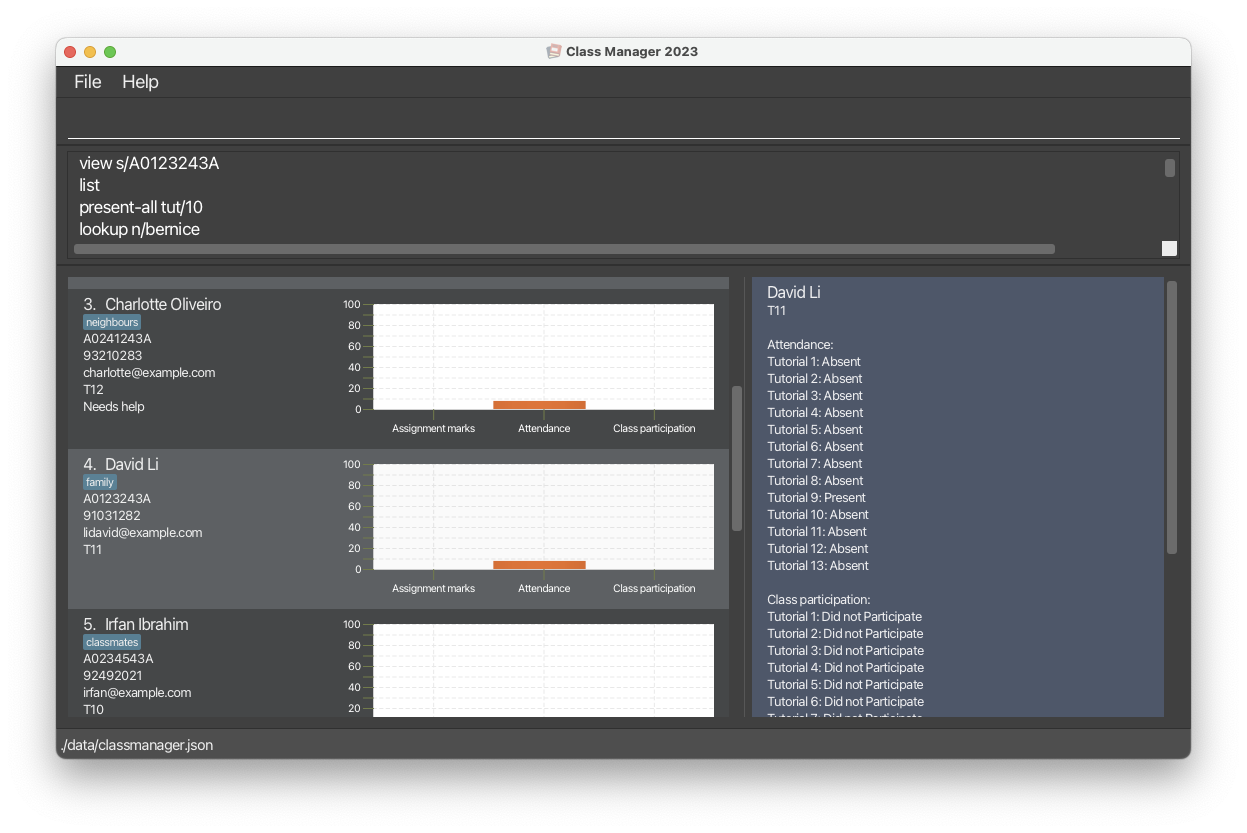 Class Manager 2023
File Help
view s/A0123243A
list
present-all tut/10
lookup n/bernice
3. Charlotte Oliveiro
neighbours
A0241243A
93210283
charlotte@example.com
T12
Needs help
100
80
60
40
20
0
Assignment marks Attendance Class participation
4. David Li
family
A0123243A
91031282
lidavid@example.com
T11
100
80
60
40
20
0
Assignment marks Attendance Class participation
5. Irfan Ibrahim
classmates
A0234543A
92492021
irfan@example.com
T10
100
80
60
40
20
David Li
T11
Attendance:
Tutorial 1: Absent
Tutorial 2: Absent
Tutorial 3: Absent
Tutorial 4: Absent
Tutorial 5: Absent
Tutorial 6: Absent
Tutorial 7: Absent
Tutorial 8: Absent
Tutorial 9: Present
Tutorial 10: Absent
Tutorial 11: Absent
Tutorial 12: Absent
Tutorial 13: Absent
Class participation:
Tutorial 1: Did not Participate
Tutorial 2: Did not Participate
Tutorial 3: Did not Participate
Tutorial 4: Did not Participate
Tutorial 5: Did not Participate
Tutorial 6: Did not Participate
Tutorial 7: Did not Participate
./data/classmanager.json